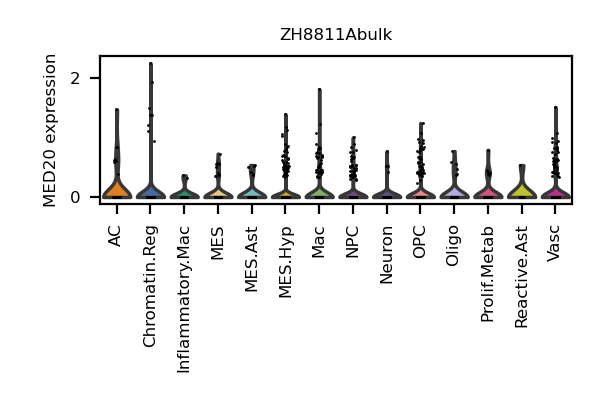 ZH8811Abulk
MED20 expression
2
0
AC
Chromatin.Reg
Inflammatory.Mac
MES
MES.Ast
MES.Hyp
Mac
NPC
Neuron
OPC
Oligo
Prolif.Metab
Reactive.Ast
Vasc